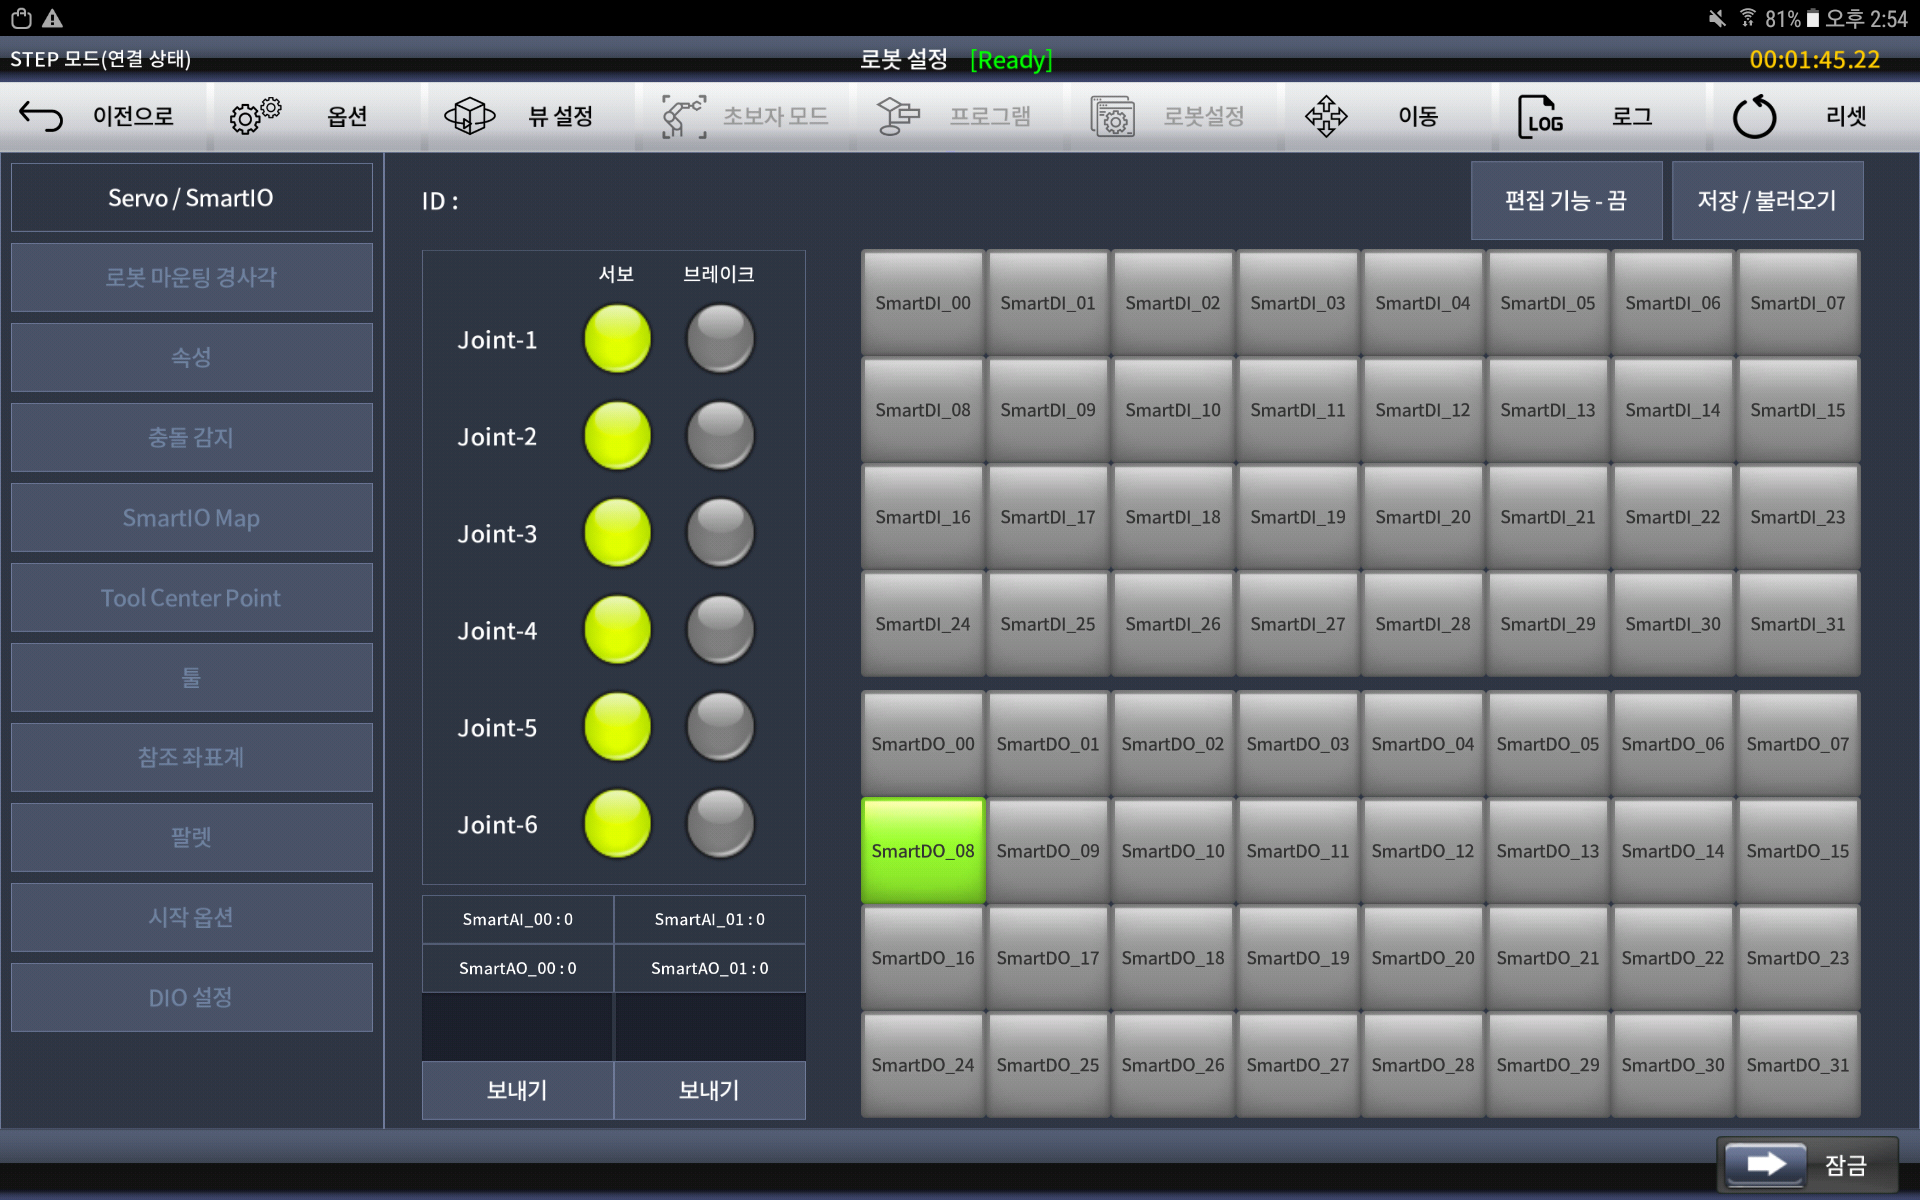 81% 오후 2:54
STEP 모드(연결 상태) 로봇 설정 [Ready] 00:01:45.22
이전으로 옵션 뷰 설정 초보자 모드 프로그램 로봇설정 이동 LOG 로그 리셋
Servo / SmartIO
로봇 마운팅 경사각
속성
충돌 감지
SmartIO Map
Tool Center Point
툴
참조 좌표계
팔렛
시작 옵션
DIO 설정
ID :
편집 기능 - 끔 저장 / 불러오기
서보 브레이크
Joint-1
Joint-2
Joint-3
Joint-4
Joint-5
Joint-6
SmartAI_00 : 0 SmartAI_01 : 0
SmartAO_00 : 0 SmartAO_01 : 0
보내기 보내기
SmartDI_00 SmartDI_01 SmartDI_02 SmartDI_03 SmartDI_04 SmartDI_05 SmartDI_06 SmartDI_07
SmartDI_08 SmartDI_09 SmartDI_10 SmartDI_11 SmartDI_12 SmartDI_13 SmartDI_14 SmartDI_15
SmartDI_16 SmartDI_17 SmartDI_18 SmartDI_19 SmartDI_20 SmartDI_21 SmartDI_22 SmartDI_23
SmartDI_24 SmartDI_25 SmartDI_26 SmartDI_27 SmartDI_28 SmartDI_29 SmartDI_30 SmartDI_31
SmartDO_00 SmartDO_01 SmartDO_02 SmartDO_03 SmartDO_04 SmartDO_05 SmartDO_06 SmartDO_07
SmartDO_08 SmartDO_09 SmartDO_10 SmartDO_11 SmartDO_12 SmartDO_13 SmartDO_14 SmartDO_15
SmartDO_16 SmartDO_17 SmartDO_18 SmartDO_19 SmartDO_20 SmartDO_21 SmartDO_22 SmartDO_23
SmartDO_24 SmartDO_25 SmartDO_26 SmartDO_27 SmartDO_28 SmartDO_29 SmartDO_30 SmartDO_31
잠금